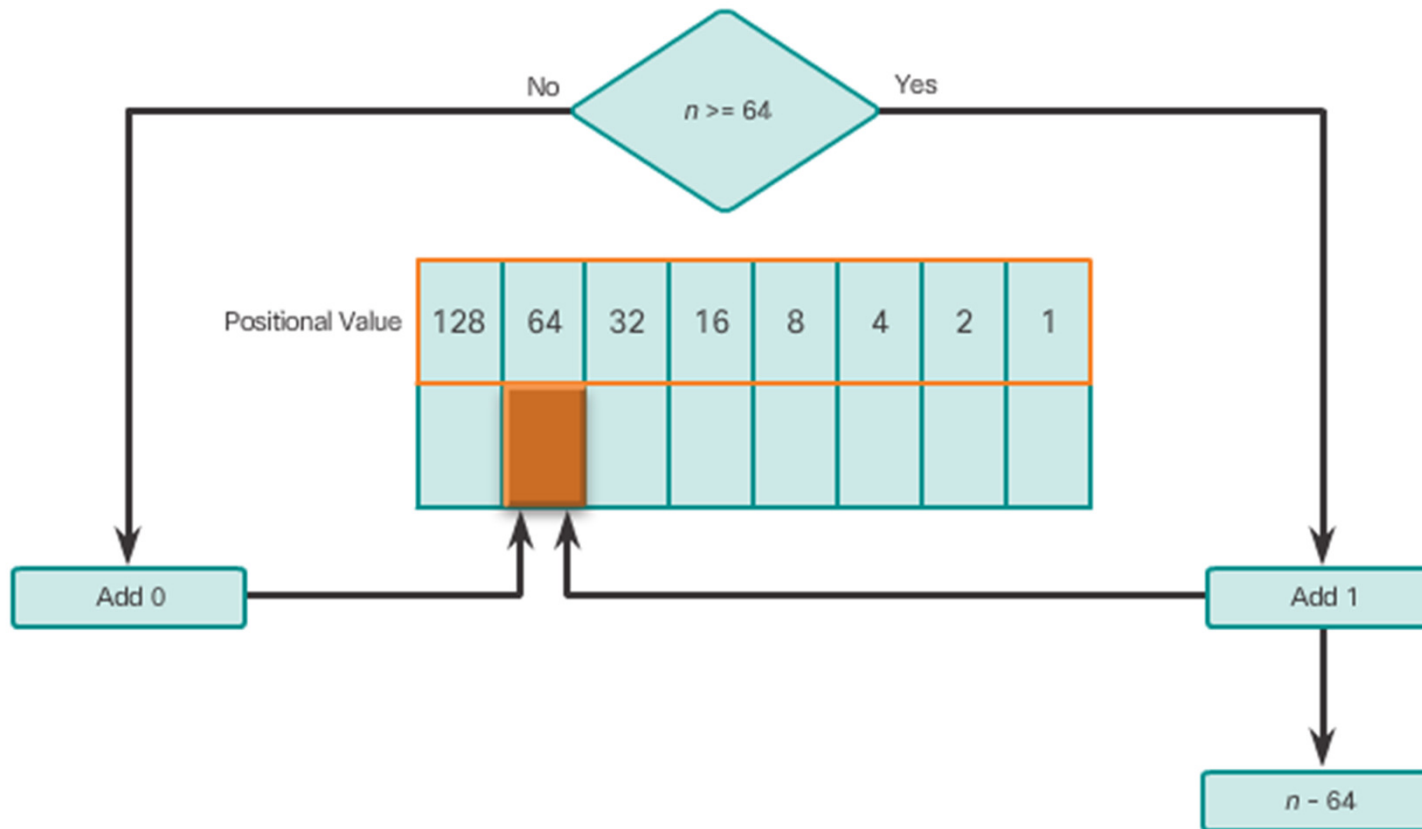 No
Yes
n >= 64
Positional Value 128 64 32 16 8 4 2 1
Add 0
Add 1
n - 64